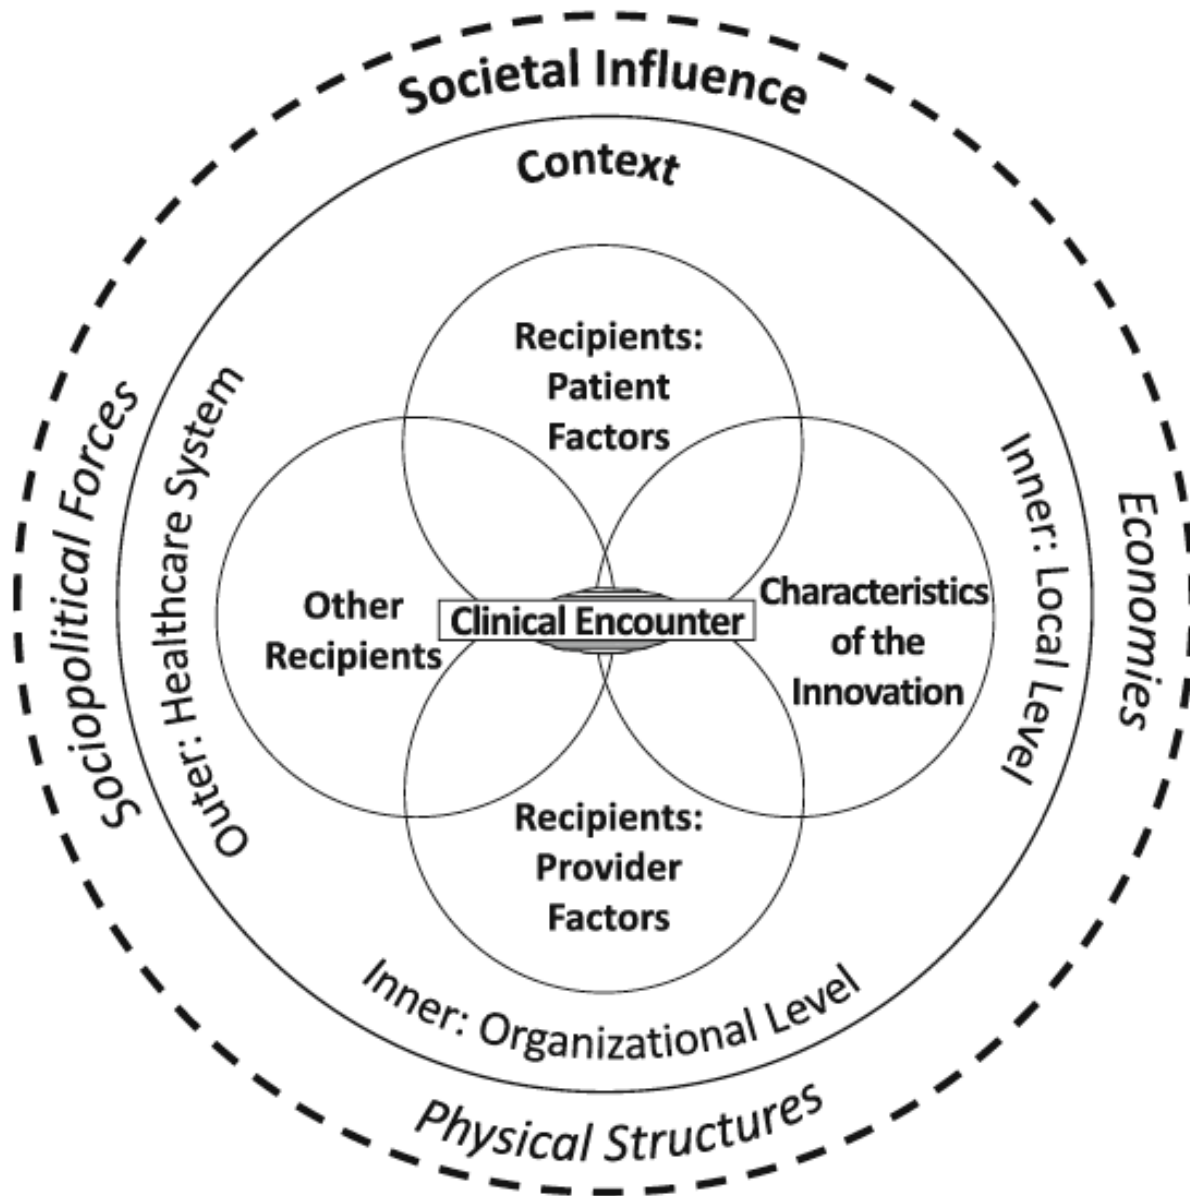 Societal Influence
Context
Sociopolitical Forces
Outer: Healthcare System
Recipients:
Patient
Factors
Other
Recipients
Clinical Encounter
Characteristics
of the
Innovation
Recipients:
Provider
Factors
Inner: Local Level
Economies
Inner: Organizational Level
Physical Structures